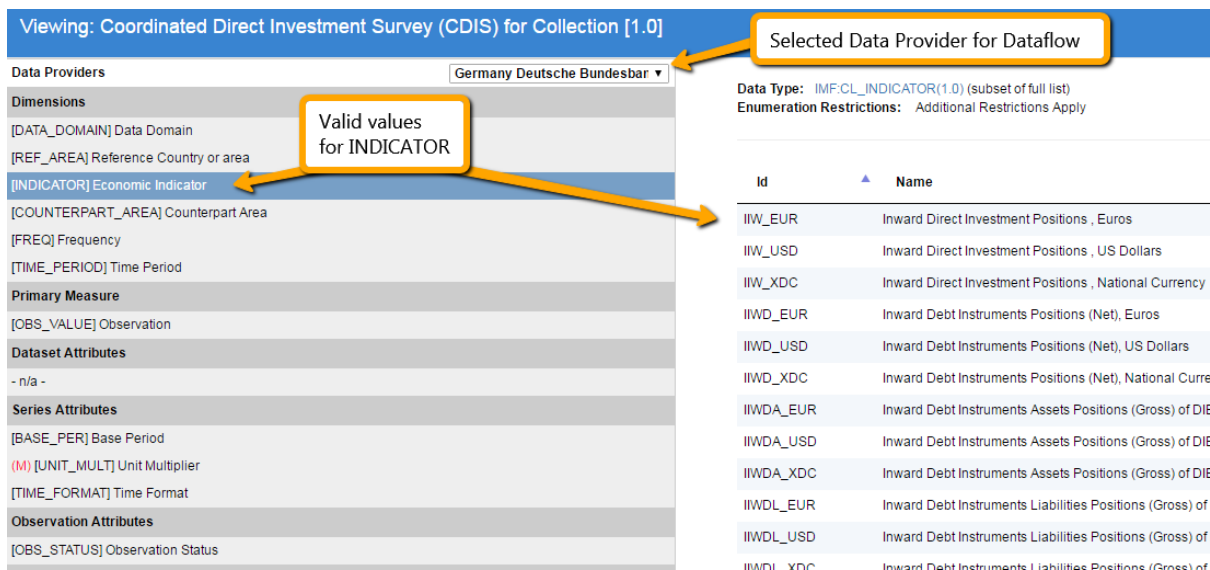 Viewing: Coordinated Direct Investment Survey (CDIS) for Collection [1.0]
Selected Data Provider for Dataflow
Data Providers
Germany Deutsche Bundesbar
Dimensions
[DATA_DOMAIN] Data Domain
[REF_AREA] Reference Country or area
[INDICATOR] Economic Indicator
[COUNTERPART_AREA] Counterpart Area
[FREQ] Frequency
[TIME_PERIOD] Time Period
Primary Measure
[OBS_VALUE] Observation
Dataset Attributes
- n/a -
Series Attributes
[BASE_PER] Base Period
(M) [UNIT_MULT] Unit Multiplier
[TIME_FORMAT] Time Format
Observation Attributes
[OBS_STATUS] Observation Status
Valid values
for INDICATOR
Data Type: IMF:CL_INDICATOR(1.0) (subset of full list)
Enumeration Restrictions: Additional Restrictions Apply
Id Name
IIW_EUR Inward Direct Investment Positions , Euros
IIW_USD Inward Direct Investment Positions , US Dollars
IIW_XDC Inward Direct Investment Positions , National Currency
IIWD_EUR Inward Debt Instruments Positions (Net), Euros
IIWD_USD Inward Debt Instruments Positions (Net), US Dollars
IIWD_XDC Inward Debt Instruments Positions (Net), National Curre
IIWDA_EUR Inward Debt Instruments Assets Positions (Gross) of DIE
IIWDA_USD Inward Debt Instruments Assets Positions (Gross) of DIE
IIWDA_XDC Inward Debt Instruments Assets Positions (Gross) of DIE
IIWDL_EUR Inward Debt Instruments Liabilities Positions (Gross) of
IIWDL_USD Inward Debt Instruments Liabilities Positions (Gross) of
IIWDL_XDC Inward Debt Instruments Liabilities Positions (Gross) of